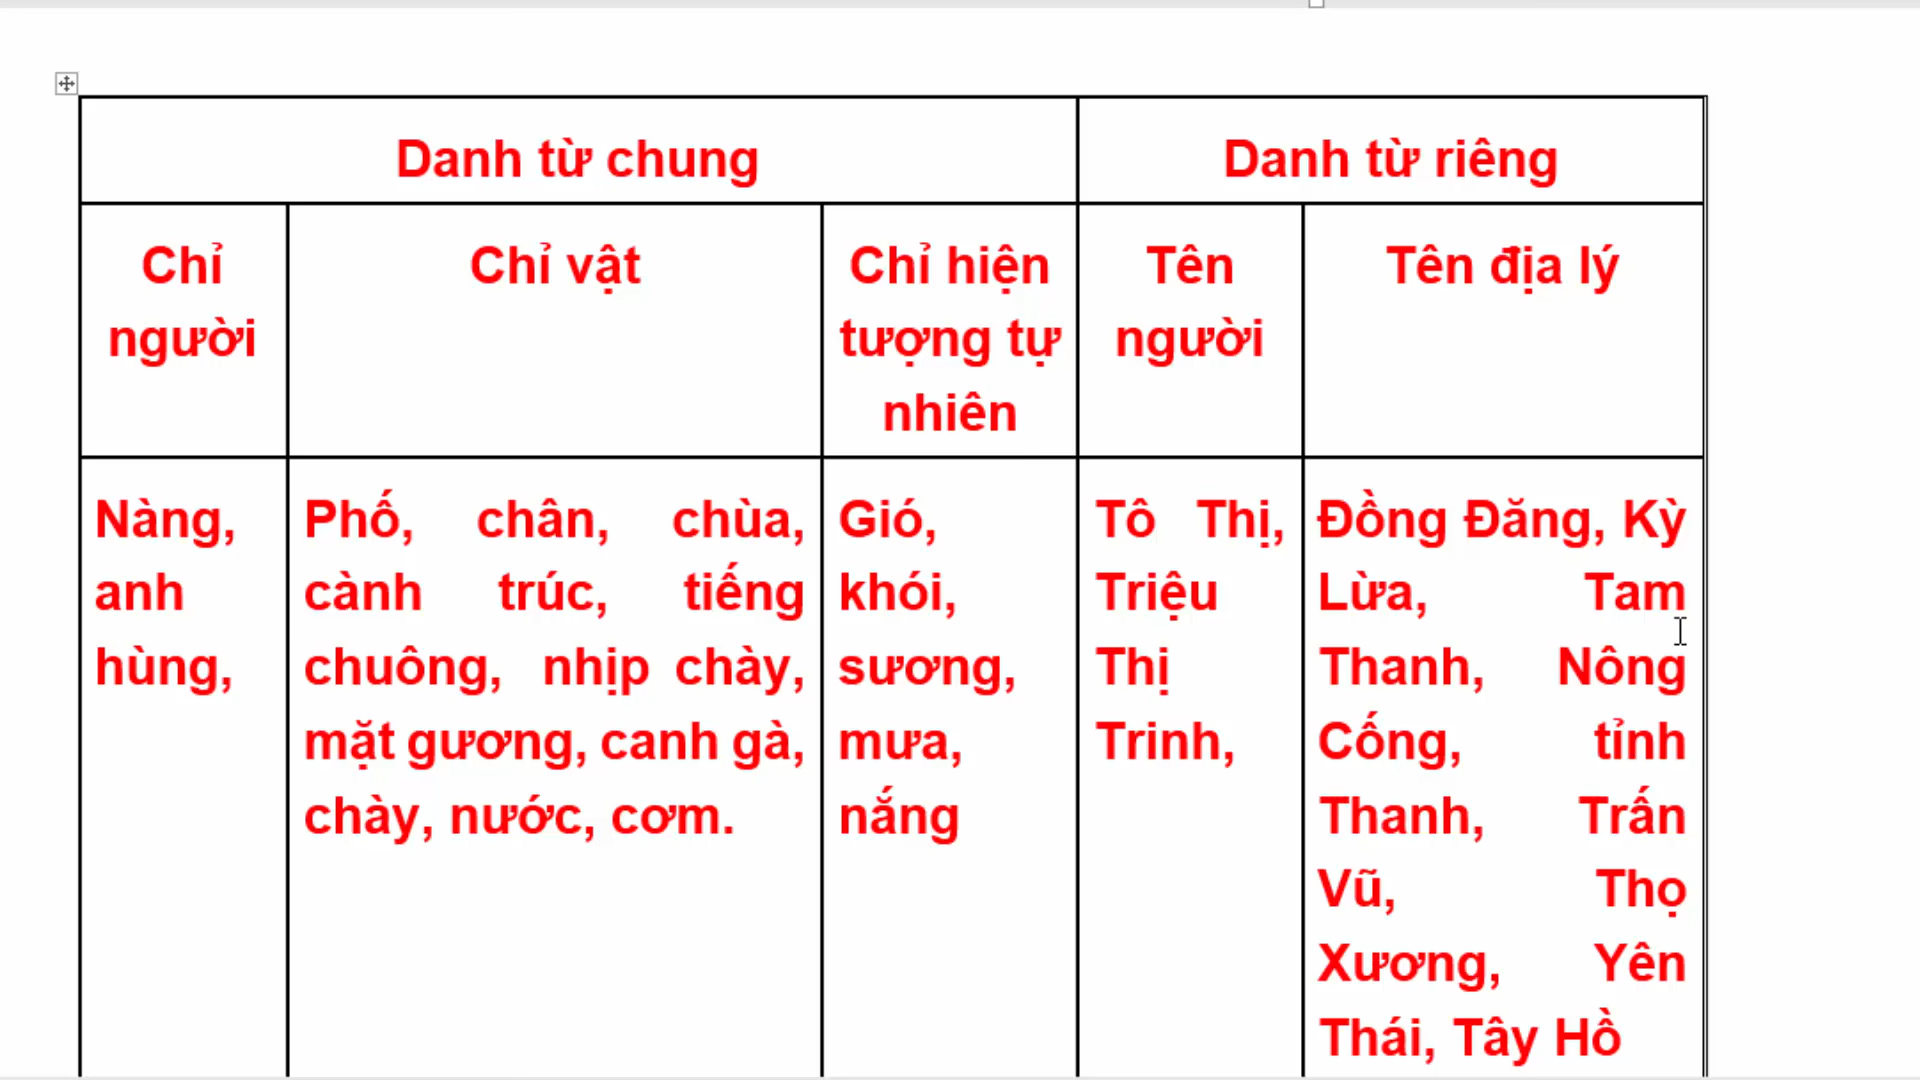 Danh từ chung
Danh từ riêng
Chỉ
người
Chỉ vật
Chỉ hiện
tượng tự
nhiên
Tên
người
Tên địa lý
Nàng,
anh
hùng,
Phố, chân, chùa,
cành trúc, tiếng
chuông, nhịp chày,
mặt gương, canh gà,
chày, nước, cơm.
Gió,
khói,
sương,
mưa,
nắng
Tô Thị,
Triệu
Thị
Trinh,
Đồng Đăng, Kỳ
Lừa, Tam
Thanh, Nông
Cống, tỉnh
Thanh, Trấn
Vũ, Thọ
Xương, Yên
Thái, Tây Hồ